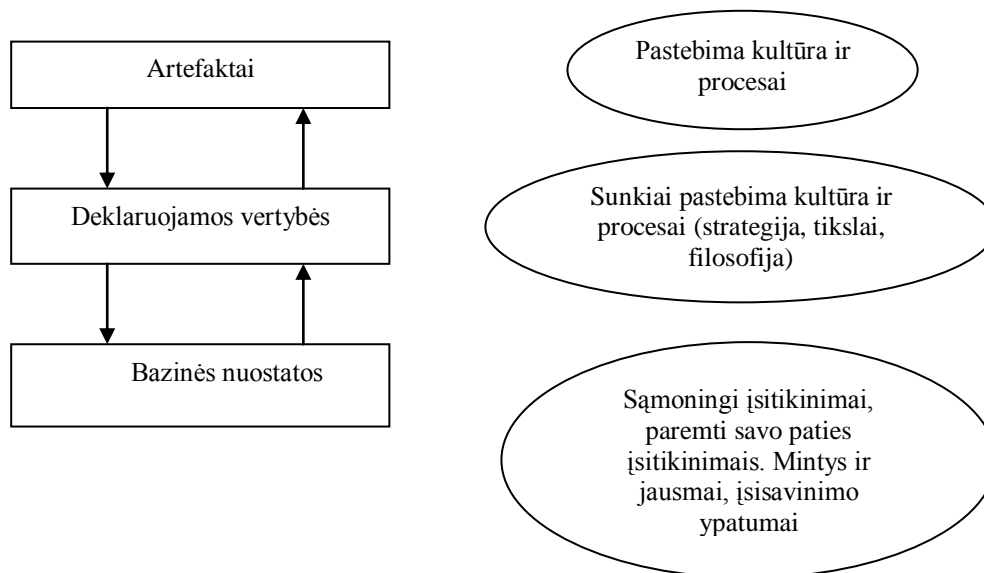 Artefaktai
Pastebima kultūra ir
procesai
Deklaruojamos vertybės
Sunkiai pastebima kultūra ir
procesai (strategija, tikslai,
filosofija)
Bazinės nuostatos
Sąmoningi įsitikinimai,
paremti savo paties
įsitikinimais. Mintys ir
jausmai, įsisavinimo
ypatumai